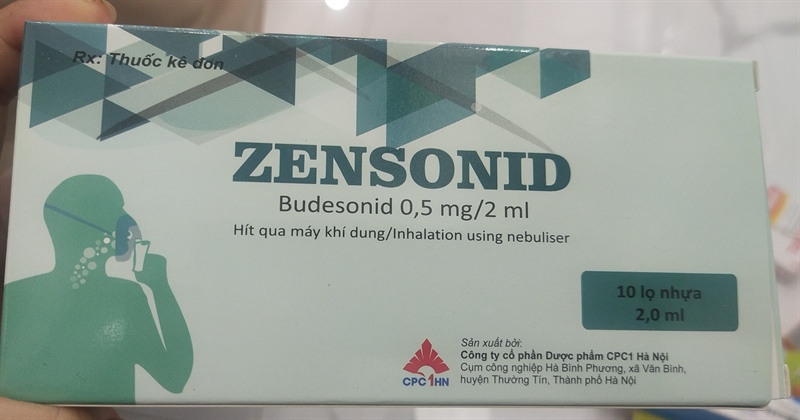 Rx: Thuốc kê đơn
ZENSONID
Budesonid 0,5 mg/2 ml
Hít qua máy khí dung/Inhalation using nebuliser
10 lọ nhựa
2,0 ml
Sản xuất bởi:
Công ty cổ phần Dược phẩm CPC1 Hà Nội
Cụm công nghiệp Hà Bình Phương, xã Văn Bình,
huyện Thường Tín, Thành phố Hà Nội
CPC1HN